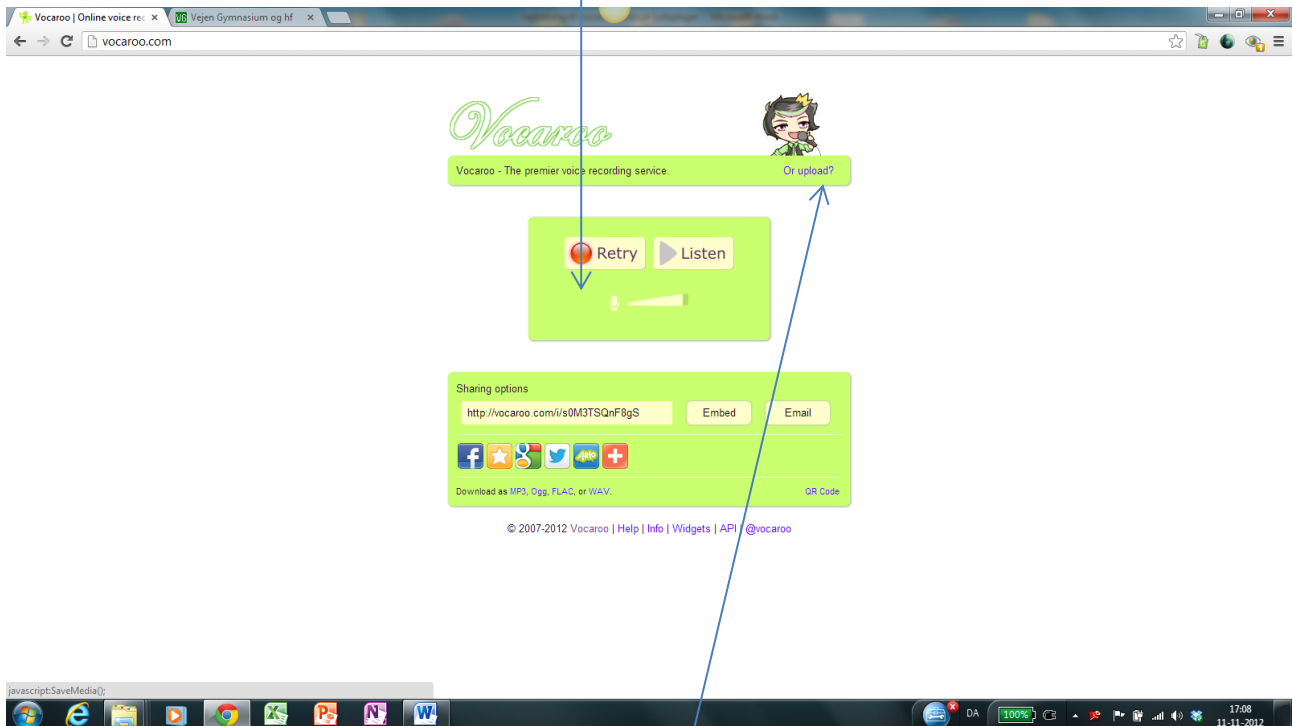 Vocaroo | Online voice rec
Vejen Gymnasium og hf
vocaroo.com
Vocaroo
Vocaroo - The premier voice recording service. Or upload?
Retry Listen
Sharing options
http://vocaroo.com/i/s0M3TSQnF8gS Embed Email
Download as MP3, Ogg, FLAC, or WAV. QR Code
© 2007-2012 Vocaroo | Help | Info | Widgets | API | @vocaroo
javascript:SaveMedia();
DA 100% 17:08
11-11-2012